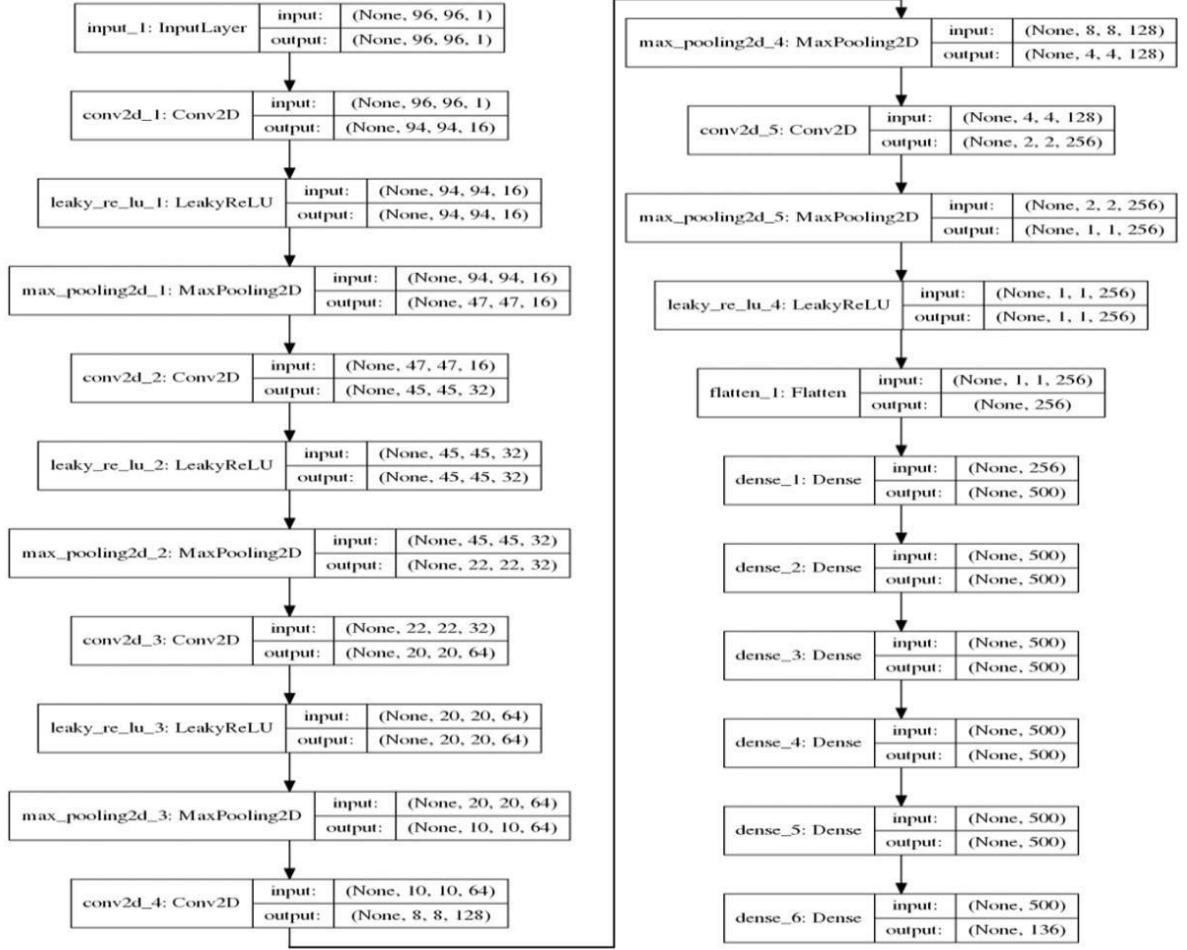 input_1: InputLayer
input: (None, 96, 96, 1)
output: (None, 96, 96, 1)
conv2d_1: Conv2D
input: (None, 96, 96, 1)
output: (None, 94, 94, 16)
leaky_re_lu_1: LeakyReLU
input: (None, 94, 94, 16)
output: (None, 94, 94, 16)
max_pooling2d_1: MaxPooling2D
input: (None, 94, 94, 16)
output: (None, 47, 47, 16)
conv2d_2: Conv2D
input: (None, 47, 47, 16)
output: (None, 45, 45, 32)
leaky_re_lu_2: LeakyReLU
input: (None, 45, 45, 32)
output: (None, 45, 45, 32)
max_pooling2d_2: MaxPooling2D
input: (None, 45, 45, 32)
output: (None, 22, 22, 32)
conv2d_3: Conv2D
input: (None, 22, 22, 32)
output: (None, 20, 20, 64)
leaky_re_lu_3: LeakyReLU
input: (None, 20, 20, 64)
output: (None, 20, 20, 64)
max_pooling2d_3: MaxPooling2D
input: (None, 20, 20, 64)
output: (None, 10, 10, 64)
conv2d_4: Conv2D
input: (None, 10, 10, 64)
output: (None, 8, 8, 128)
max_pooling2d_4: MaxPooling2D
input: (None, 8, 8, 128)
output: (None, 4, 4, 128)
conv2d_5: Conv2D
input: (None, 4, 4, 128)
output: (None, 2, 2, 256)
max_pooling2d_5: MaxPooling2D
input: (None, 2, 2, 256)
output: (None, 1, 1, 256)
leaky_re_lu_4: LeakyReLU
input: (None, 1, 1, 256)
output: (None, 1, 1, 256)
flatten_1: Flatten
input: (None, 1, 1, 256)
output: (None, 256)
dense_1: Dense
input: (None, 256)
output: (None, 500)
dense_2: Dense
input: (None, 500)
output: (None, 500)
dense_3: Dense
input: (None, 500)
output: (None, 500)
dense_4: Dense
input: (None, 500)
output: (None, 500)
dense_5: Dense
input: (None, 500)
output: (None, 500)
dense_6: Dense
input: (None, 500)
output: (None, 136)